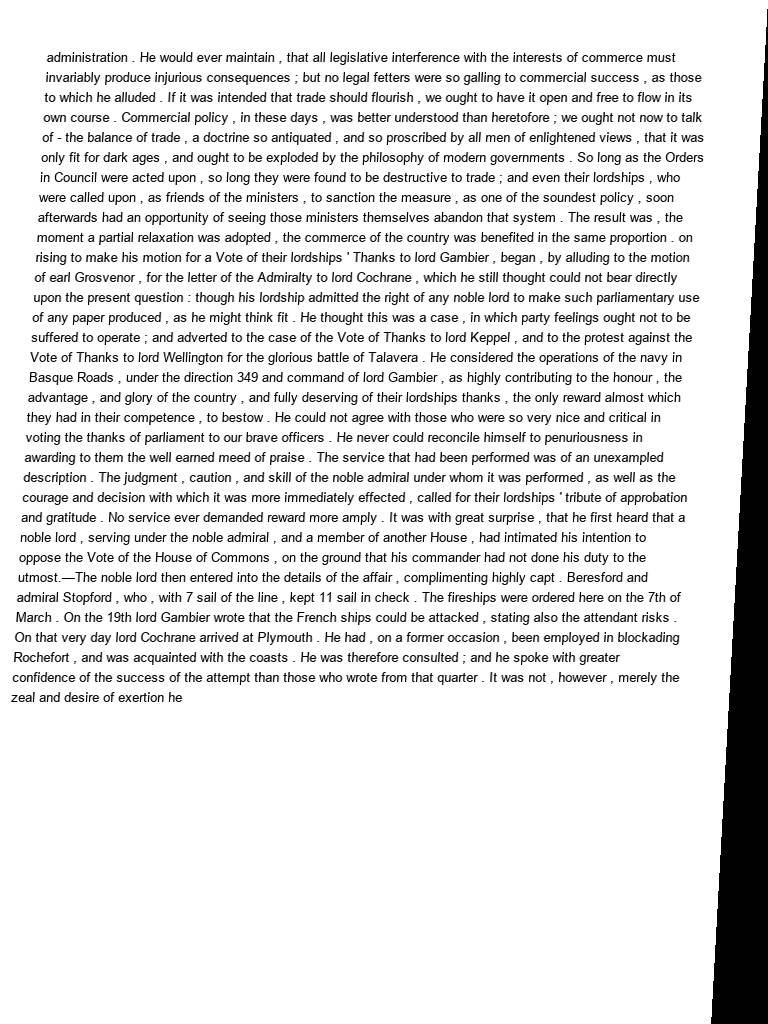 administration . He would ever maintain , that all legislative interference with the interests of commerce must
invariably produce injurious consequences ; but no legal fetters were so galling to commercial success , as those
to which he alluded . If it was intended that trade should flourish , we ought to have it open and free to flow in its
own course . Commercial policy , in these days , was better understood than heretofore ; we ought not now to talk
of - the balance of trade , a doctrine so antiquated , and so proscribed by all men of enlightened views , that it was
only fit for dark ages , and ought to be exploded by the philosophy of modern governments . So long as the Orders
in Council were acted upon , so long they were found to be destructive to trade ; and even their lordships , who
were called upon , as friends of the ministers , to sanction the measure , as one of the soundest policy , soon
afterwards had an opportunity of seeing those ministers themselves abandon that system . The result was , the
moment a partial relaxation was adopted , the commerce of the country was benefited in the same proportion . on
rising to make his motion for a Vote of their lordships ' Thanks to lord Gambier , began , by alluding to the motion
of earl Grosvenor , for the letter of the Admiralty to lord Cochrane , which he still thought could not bear directly
upon the present question : though his lordship admitted the right of any noble lord to make such parliamentary use
of any paper produced , as he might think fit . He thought this was a case , in which party feelings ought not to be
suffered to operate ; and adverted to the case of the Vote of Thanks to lord Keppel , and to the protest against the
Vote of Thanks to lord Wellington for the glorious battle of Talavera . He considered the operations of the navy in
Basque Roads , under the direction 349 and command of lord Gambier , as highly contributing to the honour , the
advantage , and glory of the country , and fully deserving of their lordships thanks , the only reward almost which
they had in their competence , to bestow . He could not agree with those who were so very nice and critical in
voting the thanks of parliament to our brave officers . He never could reconcile himself to penuriousness in
awarding to them the well earned meed of praise . The service that had been performed was of an unexampled
description . The judgment , caution , and skill of the noble admiral under whom it was performed , as well as the
courage and decision with which it was more immediately effected , called for their lordships ' tribute of approbation
and gratitude . No service ever demanded reward more amply . It was with great surprise , that he first heard that a
noble lord , serving under the noble admiral , and a member of another House , had intimated his intention to
oppose the Vote of the House of Commons , on the ground that his commander had not done his duty to the
utmost.—The noble lord then entered into the details of the affair , complimenting highly capt . Beresford and
admiral Stopford , who , with 7 sail of the line , kept 11 sail in check . The fireships were ordered here on the 7th of
March . On the 19th lord Gambier wrote that the French ships could be attacked , stating also the attendant risks .
On that very day lord Cochrane arrived at Plymouth . He had , on a former occasion , been employed in blockading
Rochefort , and was acquainted with the coasts . He was therefore consulted ; and he spoke with greater
confidence of the success of the attempt than those who wrote from that quarter . It was not , however , merely the
zeal and desire of exertion he